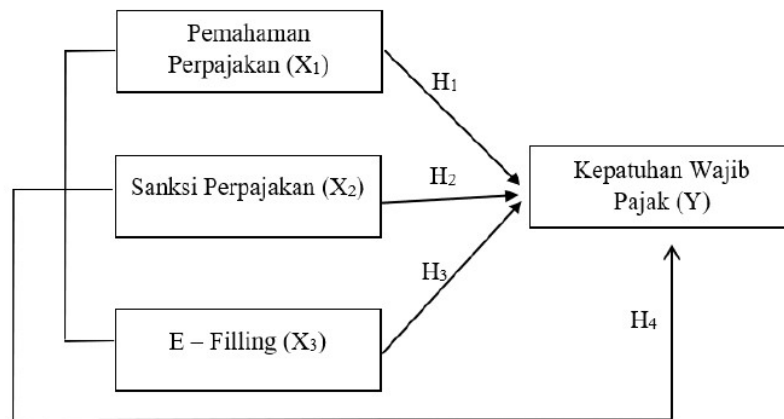 Pemahaman
Perpajakan (X₁)
H₁
Sanksi Perpajakan (X₂)
H₂
Kepatuhan Wajib
Pajak (Y)
H₃
E – Filling (X₃)
H₄